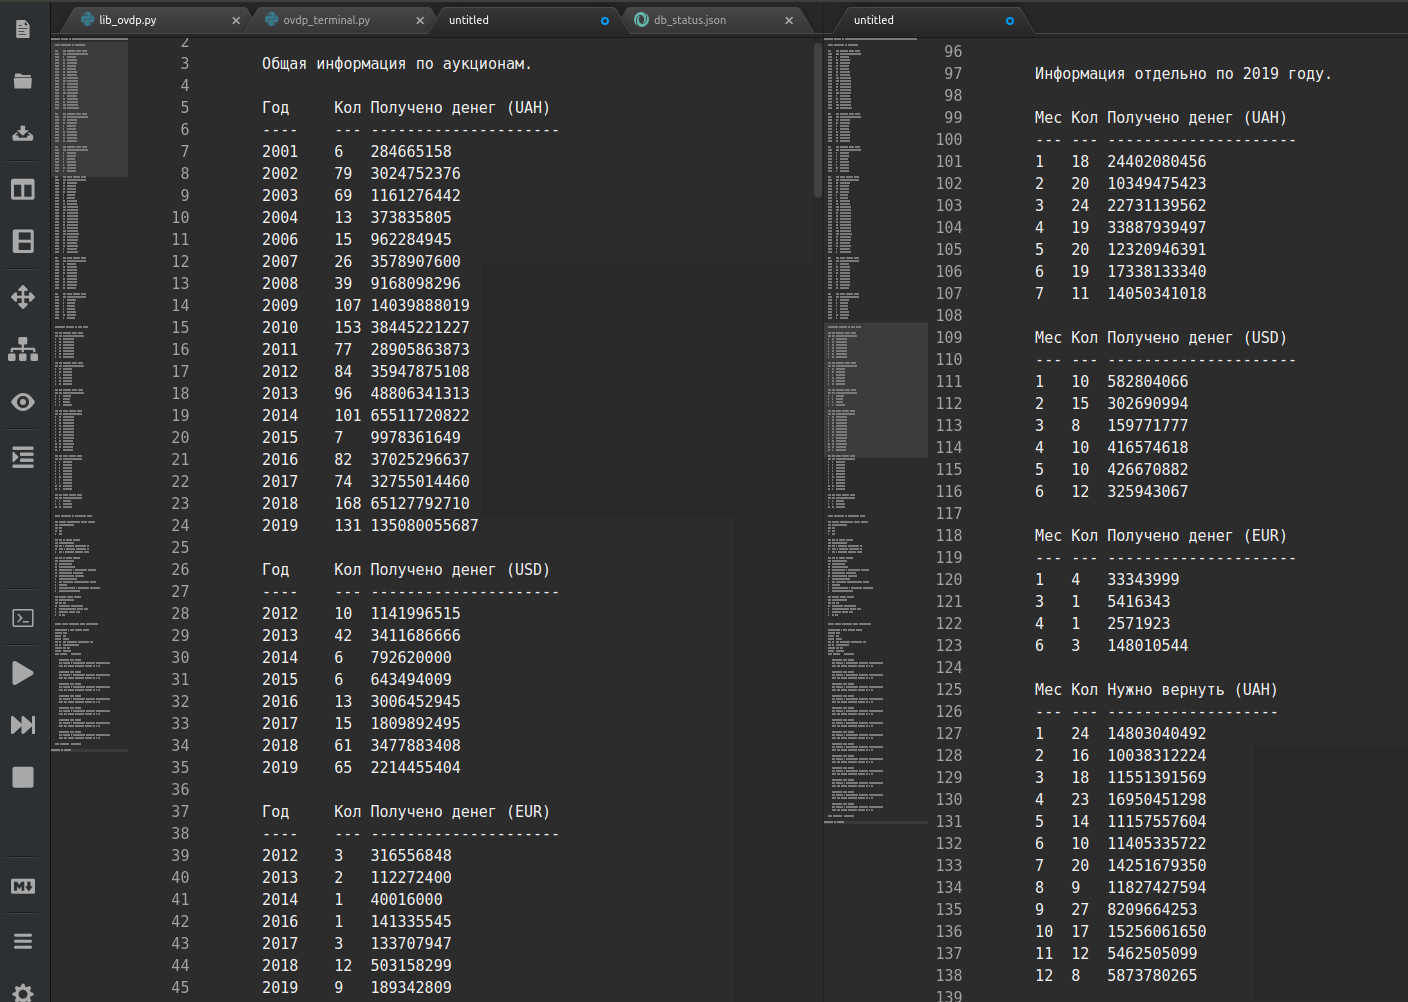 lib_ovdp.py
ovdp_terminal.py
untitled
db_status.json
untitled
2
3 Общая информация по аукционам.
4
5 Год Кол Получено денег (UAH)
6 ---- --- ---------------------
7 2001 6 284665158
8 2002 79 3024752376
9 2003 69 1161276442
10 2004 13 373835805
11 2006 15 962284945
12 2007 26 3578907600
13 2008 39 9168098296
14 2009 107 14039888019
15 2010 153 38445221227
16 2011 77 28905863873
17 2012 84 35947875108
18 2013 96 48806341313
19 2014 101 65511720822
20 2015 7 9978361649
21 2016 82 37025296637
22 2017 74 32755014460
23 2018 168 65127792710
24 2019 131 135080055687
25
26 Год Кол Получено денег (USD)
27 ---- --- ---------------------
28 2012 10 1141996515
29 2013 42 3411686666
30 2014 6 792620000
31 2015 6 643494009
32 2016 13 3006452945
33 2017 15 1809892495
34 2018 61 3477883408
35 2019 65 2214455404
36
37 Год Кол Получено денег (EUR)
38 ---- --- ---------------------
39 2012 3 316556848
40 2013 2 112272400
41 2014 1 40016000
42 2016 1 141335545
43 2017 3 133707947
44 2018 12 503158299
45 2019 9 189342809
96
97 Информация отдельно по 2019 году.
98
99 Мес Кол Получено денег (UAH)
100 --- --- ---------------------
101 1 18 24402080456
102 2 20 10349475423
103 3 24 22731139562
104 4 19 33887939497
105 5 20 12320946391
106 6 19 17338133340
107 7 11 14050341018
108
109 Мес Кол Получено денег (USD)
110 --- --- ---------------------
111 1 10 582804066
112 2 15 302690994
113 3 8 159771777
114 4 10 416574618
115 5 10 426670882
116 6 12 325943067
117
118 Мес Кол Получено денег (EUR)
119 --- --- ---------------------
120 1 4 33343999
121 3 1 5416343
122 4 1 2571923
123 6 3 148010544
124
125 Мес Кол Нужно вернуть (UAH)
126 --- --- -------------------
127 1 24 14803040492
128 2 16 10038312224
129 3 18 11551391569
130 4 23 16950451298
131 5 14 11157557604
132 6 10 11405335722
133 7 20 14251679350
134 8 9 11827427594
135 9 27 8209664253
136 10 17 15256061650
137 11 12 5462505099
138 12 8 5873780265
139